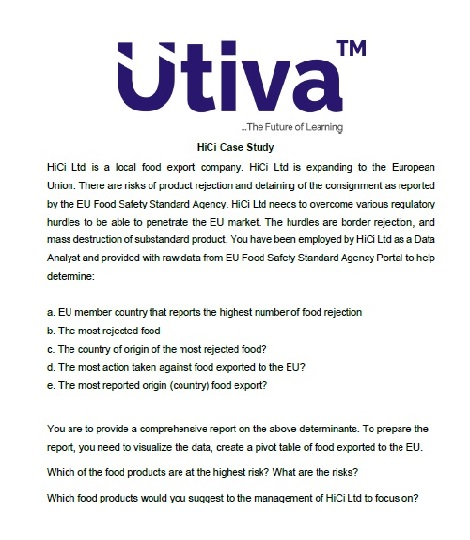 Utiva™
..The Future of Learning
HiCi Case Study
HiCi Ltd is a local food export company. HiCi Ltd is expanding to the European
Union. There are risks of product rejection and detaining of the consignment as reported
by the EU Food Safety Standard Agency. HiCi Ltd needs to overcome various regulatory
hurdles to be able to penetrate the EU market. The hurdles are border rejection, and
mass destruction of substandard product. You have been employed by HiCi Ltd as a Data
Analyst and provided with raw data from EU Food Safety Standard Agency Portal to help
determine:
a. EU member country that reports the highest number of food rejection
b. The most rejected food
c. The country of origin of the most rejected food?
d. The most action taken against food exported to the EU?
e. The most reported origin (country) food export?
You are to provide a comprehensive report on the above determinants. To prepare the
report, you need to visualize the data, create a pivot table of food exported to the EU.
Which of the food products are at the highest risk? What are the risks?
Which food products would you suggest to the management of HiCi Ltd to focus on?